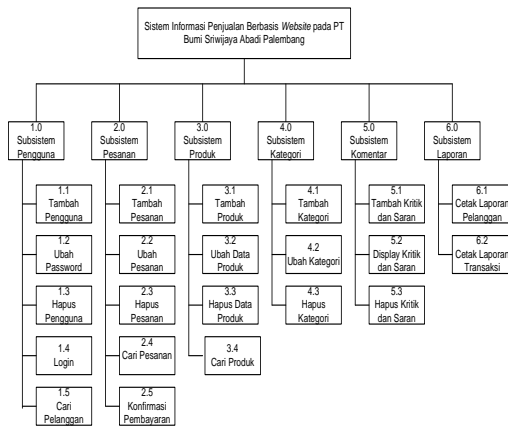 Sistem Informasi Penjualan Berbasis Website pada PT
Bumi Sriwijaya Abadi Palembang
1.0
Subsistem
Pengguna
2.0
Subsistem
Pesanan
3.0
Subsistem
Produk
4.0
Subsistem
Kategori
5.0
Subsistem
Komentar
6.0
Subsistem
Laporan
1.1
Tambah
Pengguna
2.1
Tambah
Pesanan
3.1
Tambah
Produk
4.1
Tambah
Kategori
5.1
Tambah Kritik
dan Saran
6.1
Cetak Laporan
Pelanggan
1.2
Ubah
Password
2.2
Ubah
Pesanan
3.2
Ubah Data
Produk
4.2
Ubah Kategori
5.2
Display Kritik
dan Saran
6.2
Cetak Laporan
Transaksi
1.3
Hapus
Pengguna
2.3
Hapus
Pesanan
3.3
Hapus Data
Produk
4.3
Hapus
Kategori
5.3
Hapus Kritik
dan Saran
1.4
Login
2.4
Cari Pesanan
3.4
Cari Produk
1.5
Cari
Pelanggan
2.5
Konfirmasi
Pembayaran